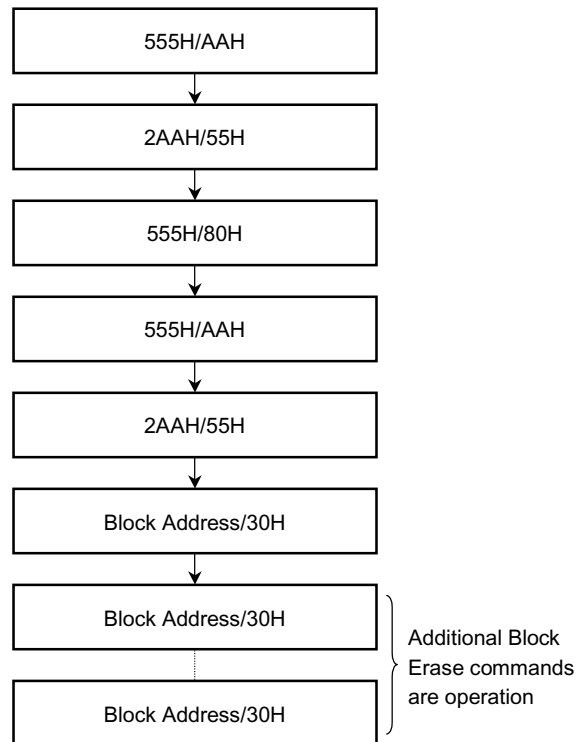 555H/AAH
2AAH/55H
555H/80H
555H/AAH
2AAH/55H
Block Address/30H
Block Address/30H
Block Address/30H
Additional Block
Erase commands
are operation